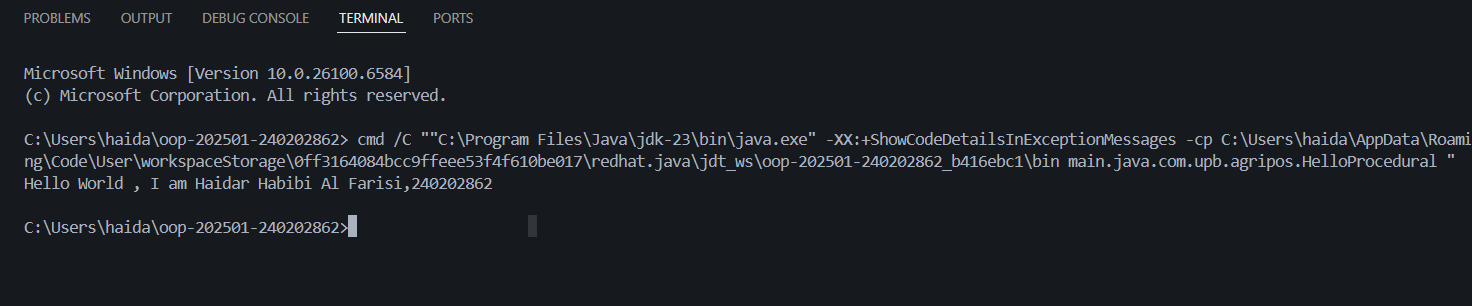 PROBLEMS OUTPUT DEBUG CONSOLE TERMINAL PORTS
Microsoft Windows [Version 10.0.26100.6584]
(c) Microsoft Corporation. All rights reserved.
C:\Users\haida\oop-202501-240202862> cmd /C ""C:\Program Files\Java\jdk-23\bin\java.exe" -XX:+ShowCodeDetailsInExceptionMessages -cp C:\Users\haida\AppData\Roami
ng\Code\User\workspaceStorage\0ff3164084bcc9ffeee53f4f610be017\redhat.java\jdt_ws\oop-202501-240202862_b416ebc1\bin main.java.com.upb.agripos.HelloProcedural "
Hello World , I am Haidar Habibi Al Farisi,240202862
C:\Users\haida\oop-202501-240202862>